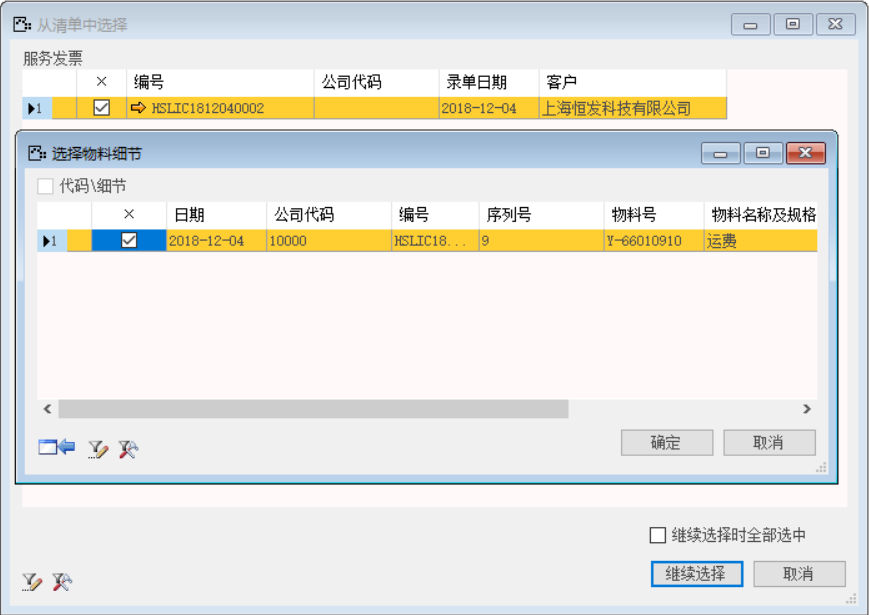 从清单中选择
服务发票
× 编号 公司代码 录单日期 客户
1 HSLIC1812040002 2018-12-04 上海恒发科技有限公司
选择物料细节
代码\细节
× 日期 公司代码 编号 序列号 物料号 物料名称及规格
1 2018-12-04 10000 HSLIC18... 9 Y-66010910 运费
确定 取消
继续选择时全部选中
继续选择 取消